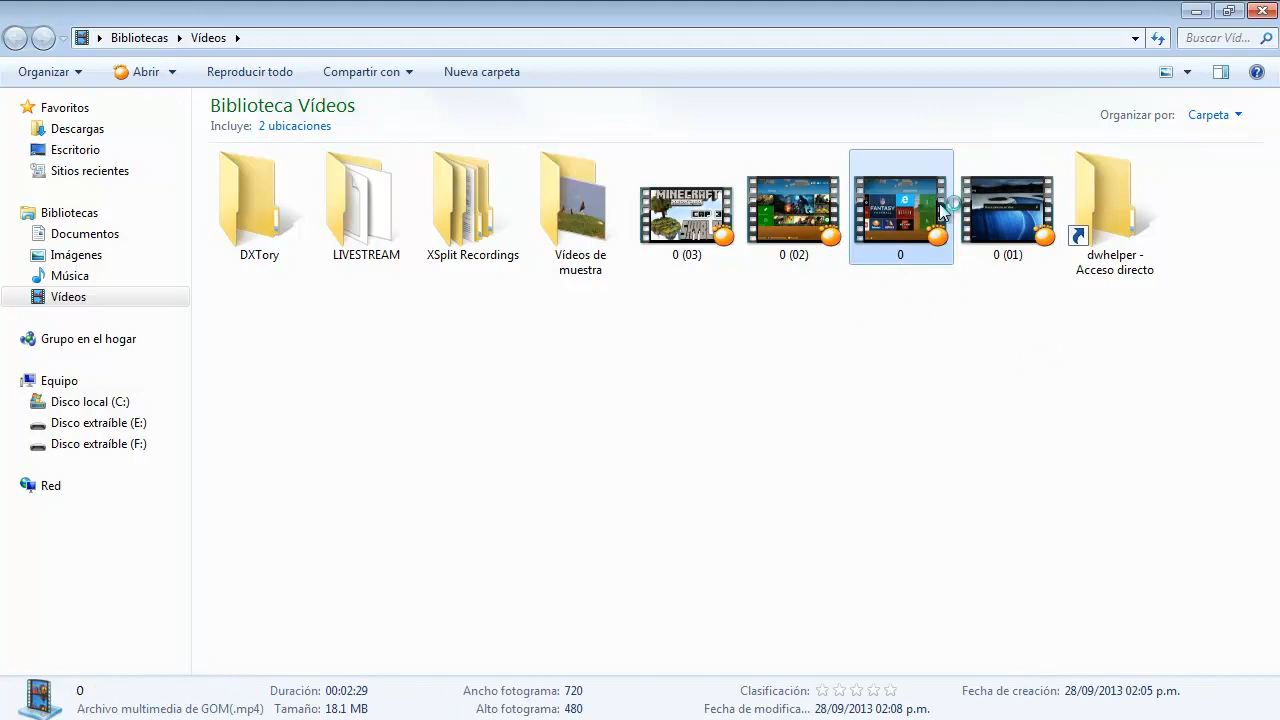 Bibliotecas Vídeos
Buscar Víd...
Organizar Abrir Reproducir todo Compartir con Nueva carpeta
Favoritos
Descargas
Escritorio
Sitios recientes
Bibliotecas
Documentos
Imágenes
Música
Vídeos
Grupo en el hogar
Equipo
Disco local (C:)
Disco extraíble (E:)
Disco extraíble (F:)
Red
Biblioteca Vídeos
Incluye: 2 ubicaciones
Organizar por: Carpeta
MINECRAFT
CAP 3
DXTory
LIVESTREAM
XSplit Recordings
Vídeos de
muestra
0 (03)
0 (02)
0
0 (01)
dwhelper -
Acceso directo
0
Archivo multimedia de GOM(.mp4)
Duración: 00:02:29
Tamaño: 18.1 MB
Ancho fotograma: 720
Alto fotograma: 480
Clasificación:
Fecha de modifica... 28/09/2013 02:08 p.m.
Fecha de creación: 28/09/2013 02:05 p.m.